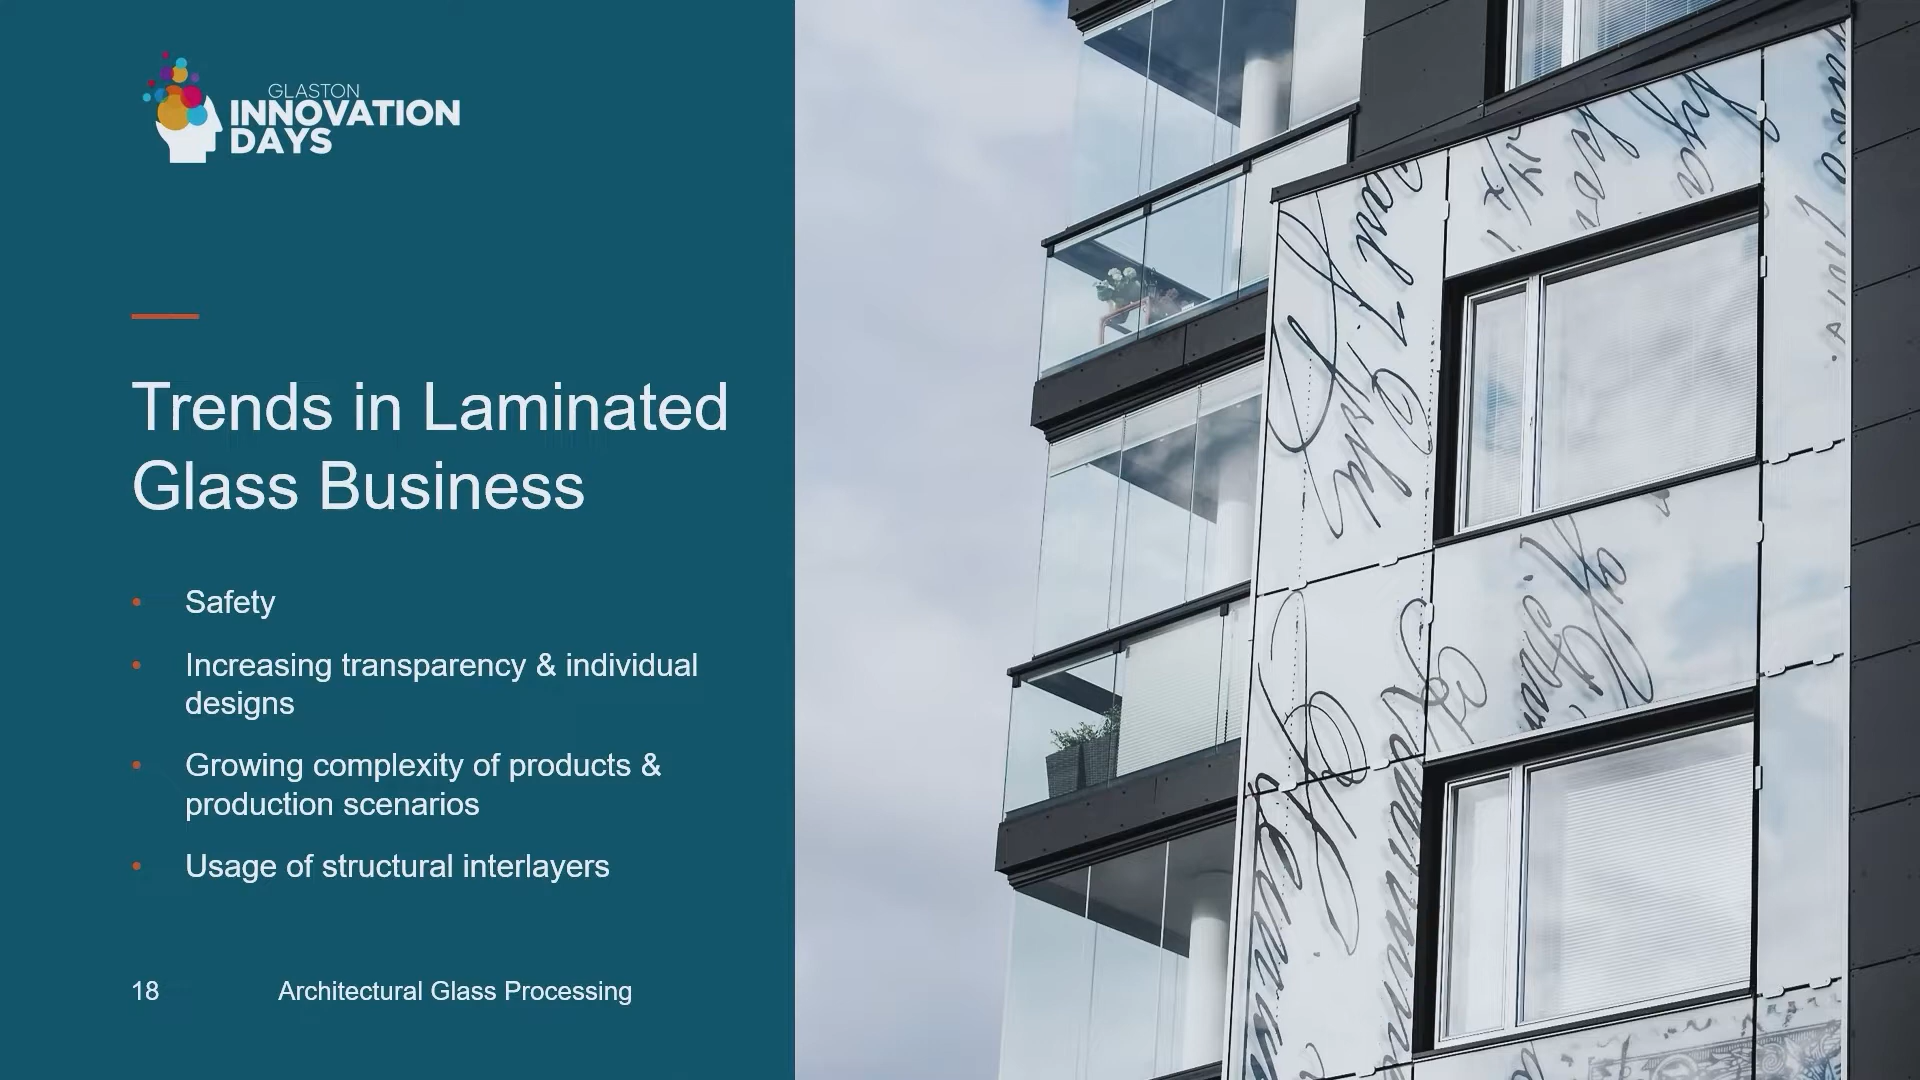 GLASTON
INNOVATION
DAYS
Trends in Laminated
Glass Business
• Safety
• Increasing transparency & individual
designs
• Growing complexity of products &
production scenarios
• Usage of structural interlayers
18 Architectural Glass Processing